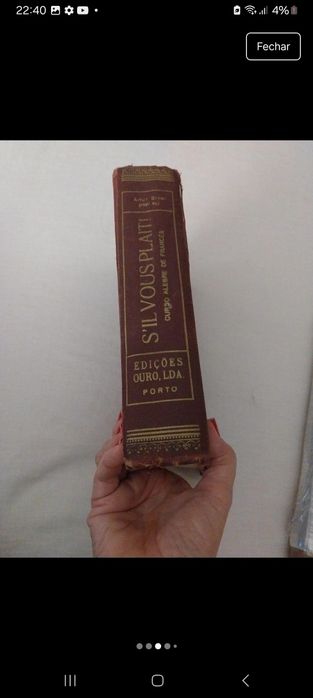 22:40
4%
Fechar
S'IL VOUS PLAIT!
CURSO ALEGRE DE FRANCÊS
EDIÇÕES
OURO, LDA.
PORTO